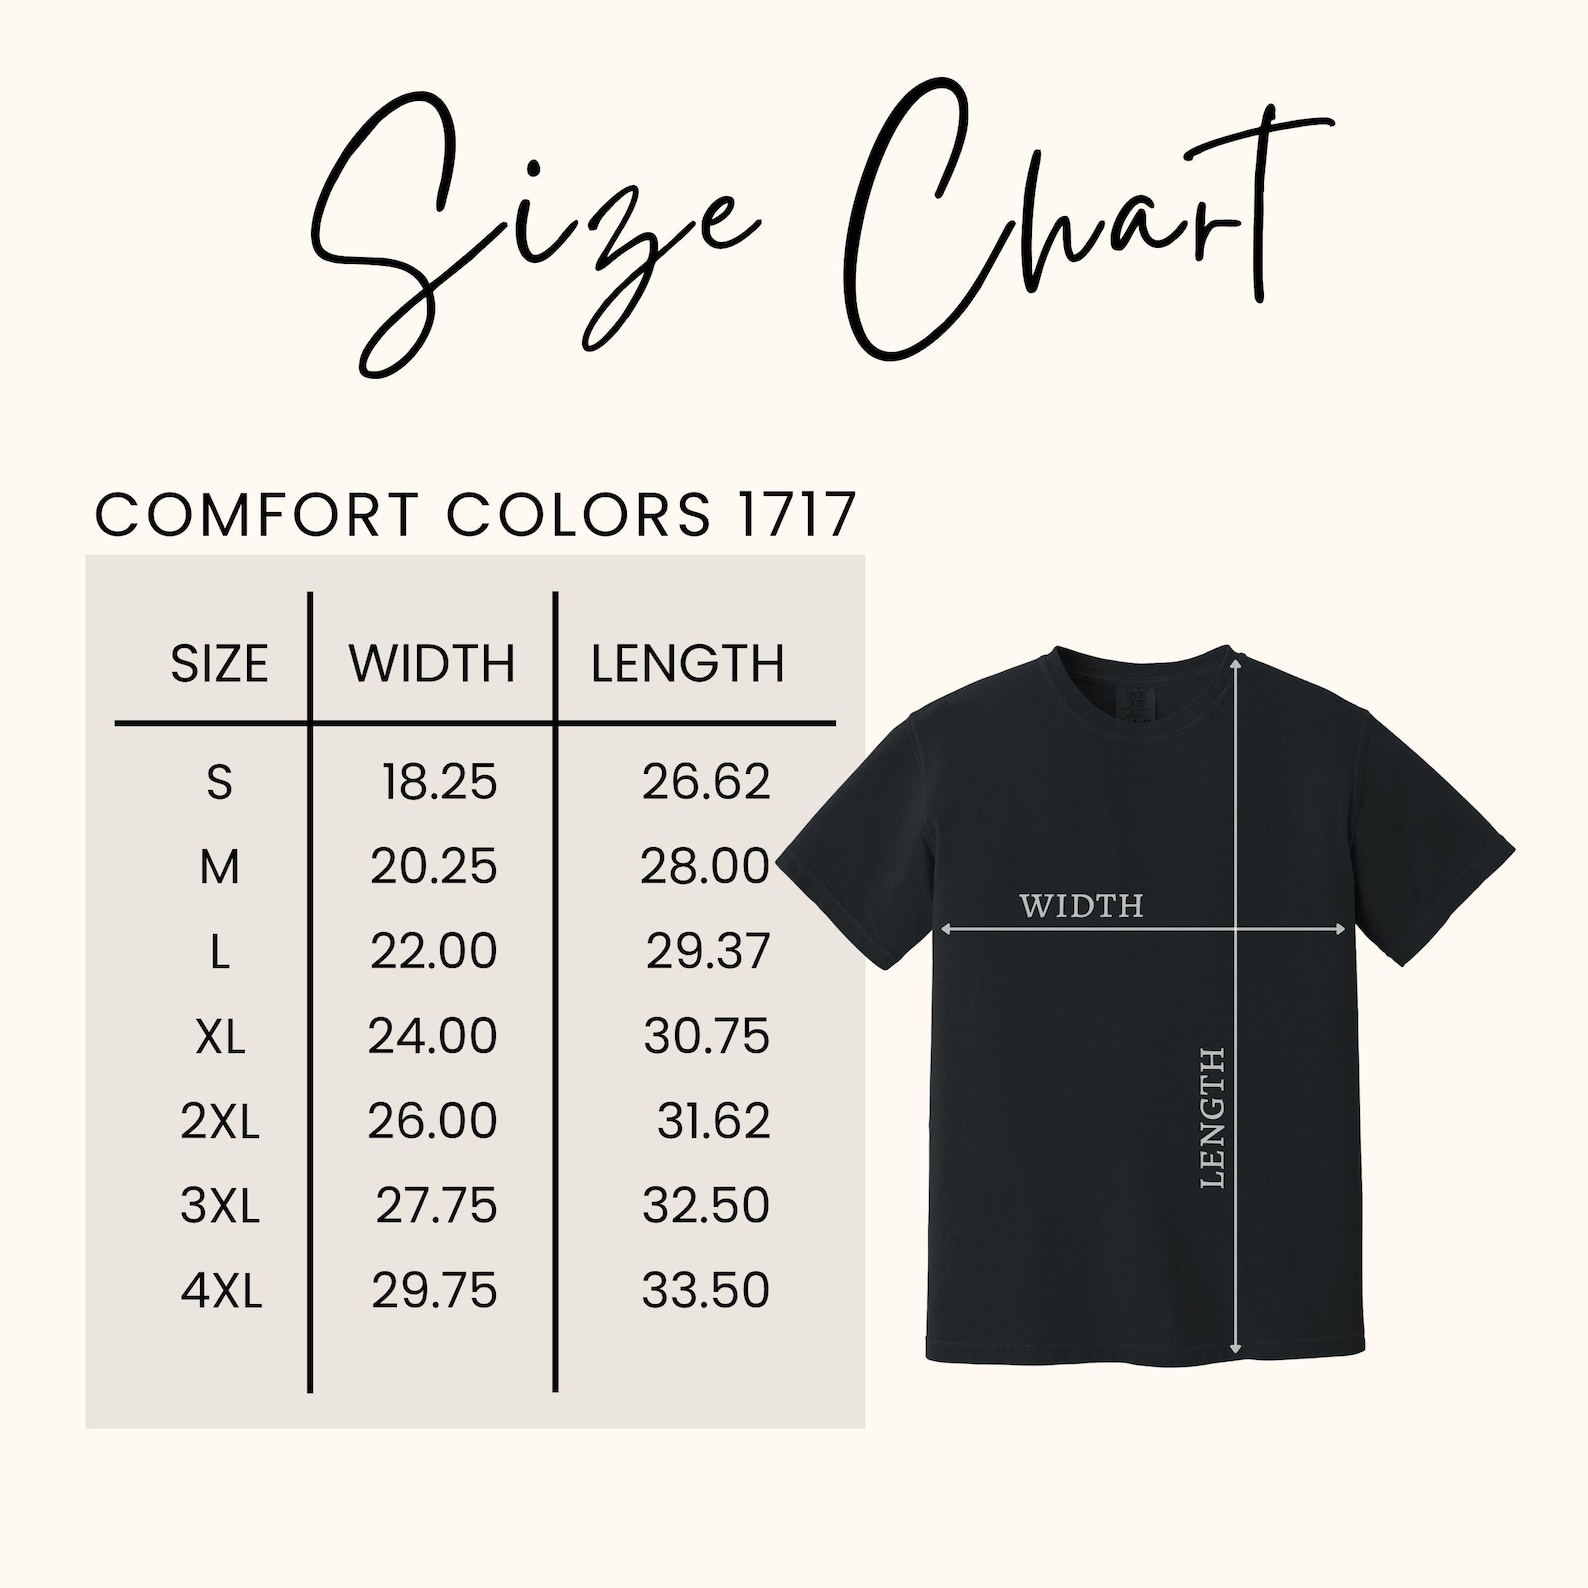 Size Chart
COMFORT COLORS 1717
SIZE WIDTH LENGTH
S 18.25 26.62
M 20.25 28.00
L 22.00 29.37
XL 24.00 30.75
2XL 26.00 31.62
3XL 27.75 32.50
4XL 29.75 33.50
WIDTH
LENGTH